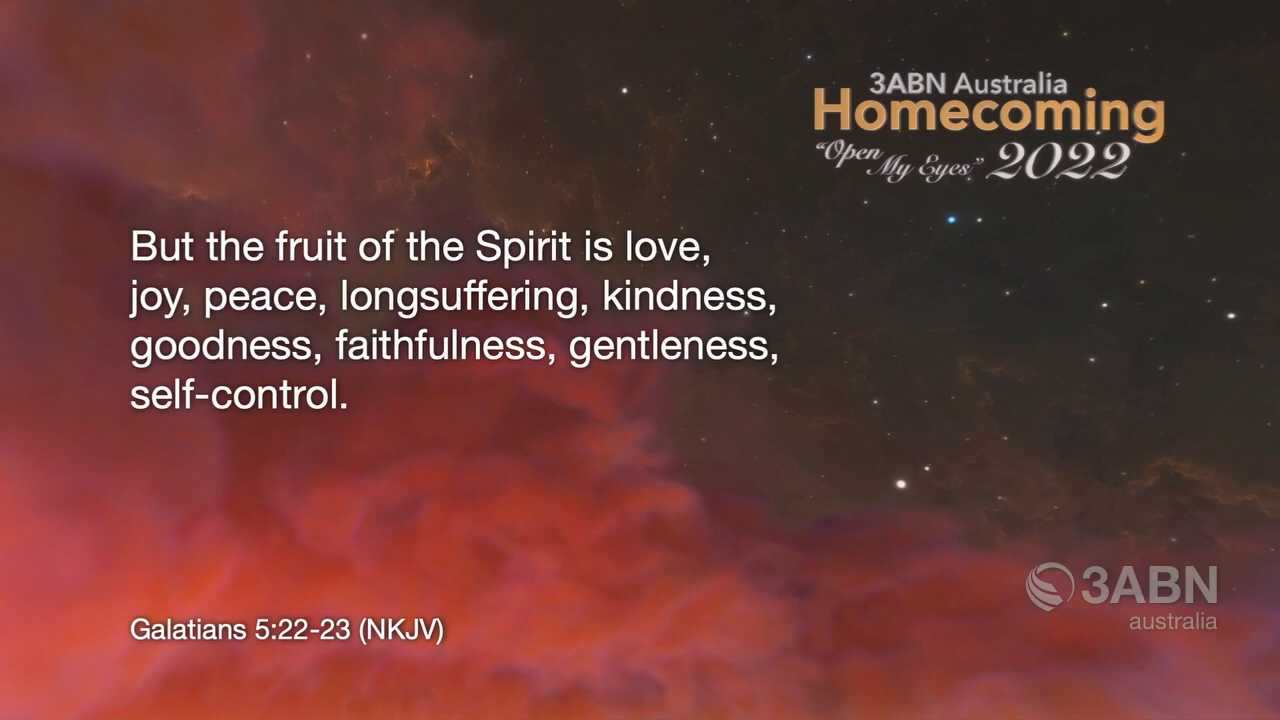 3ABN Australia
Homecoming
"Open My Eyes" 2022
But the fruit of the Spirit is love,
joy, peace, longsuffering, kindness,
goodness, faithfulness, gentleness,
self-control.
Galatians 5:22-23 (NKJV)
3ABN
australia